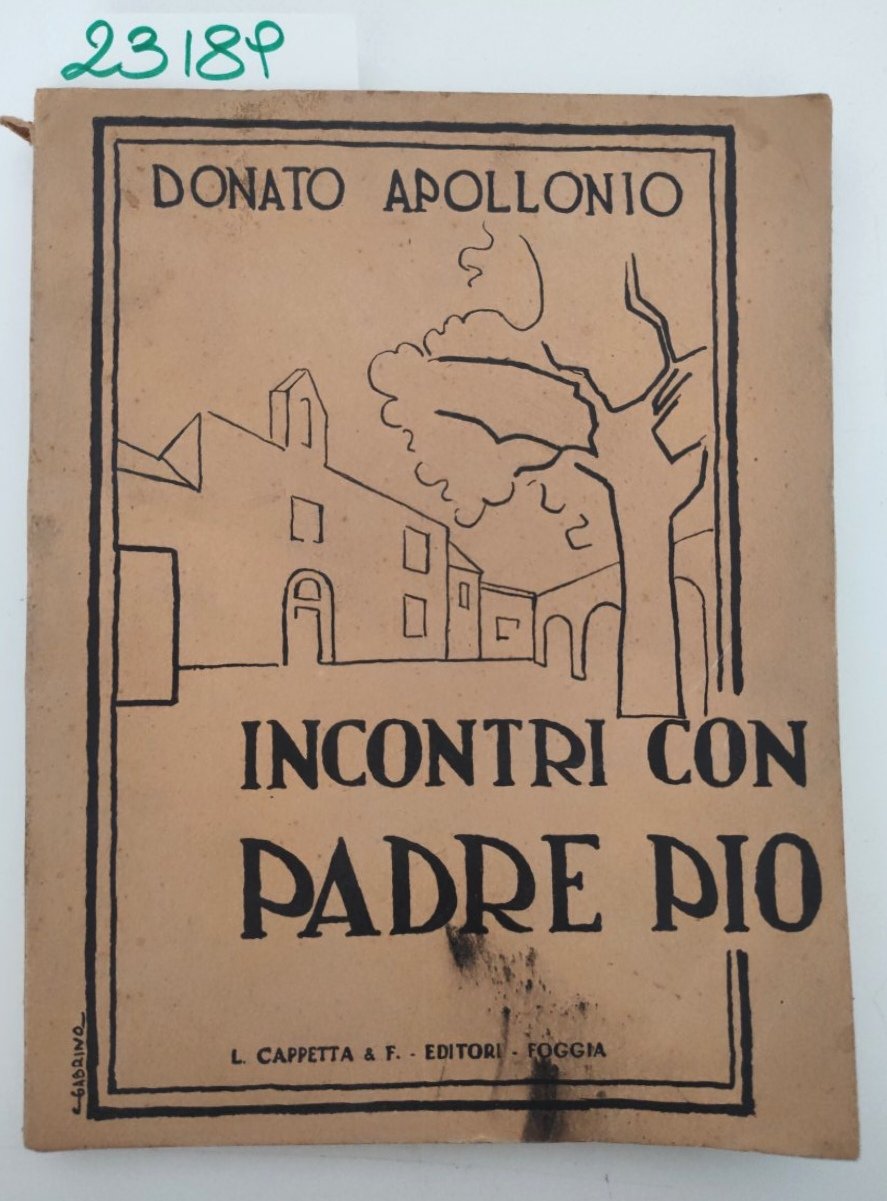 23189
DONATO APOLLONIO
INCONTRI CON
PADRE PIO
L. CAPPETTA & F. - EDITORI - FOGGIA
GABRINO